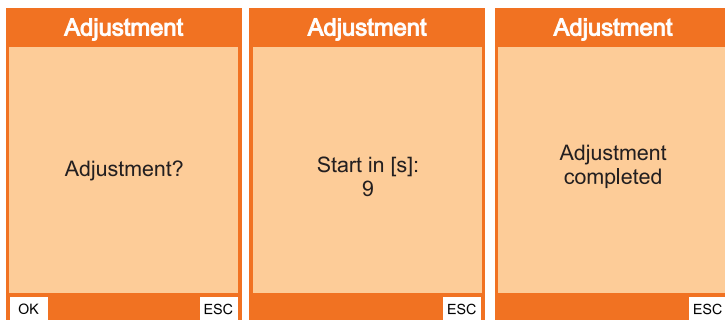 Adjustment
Adjustment?
OK
ESC
Adjustment
Start in [s]:
9
ESC
Adjustment
Adjustment
completed
ESC